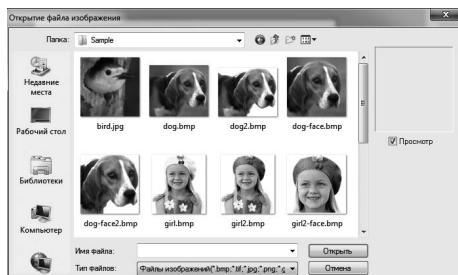 Открытие файла изображения
Папка: Sample
Недавние места
Рабочий стол
Библиотеки
Компьютер
bird.jpg dog.bmp dog2.bmp dog-face.bmp
dog-face2.bmp girl.bmp girl2.bmp girl2-face.bmp
Просмотр
Имя файла: Открыть
Тип файлов: Файлы изображений(*.bmp;*.tif,*.jpg;*.png;*.g Отмена